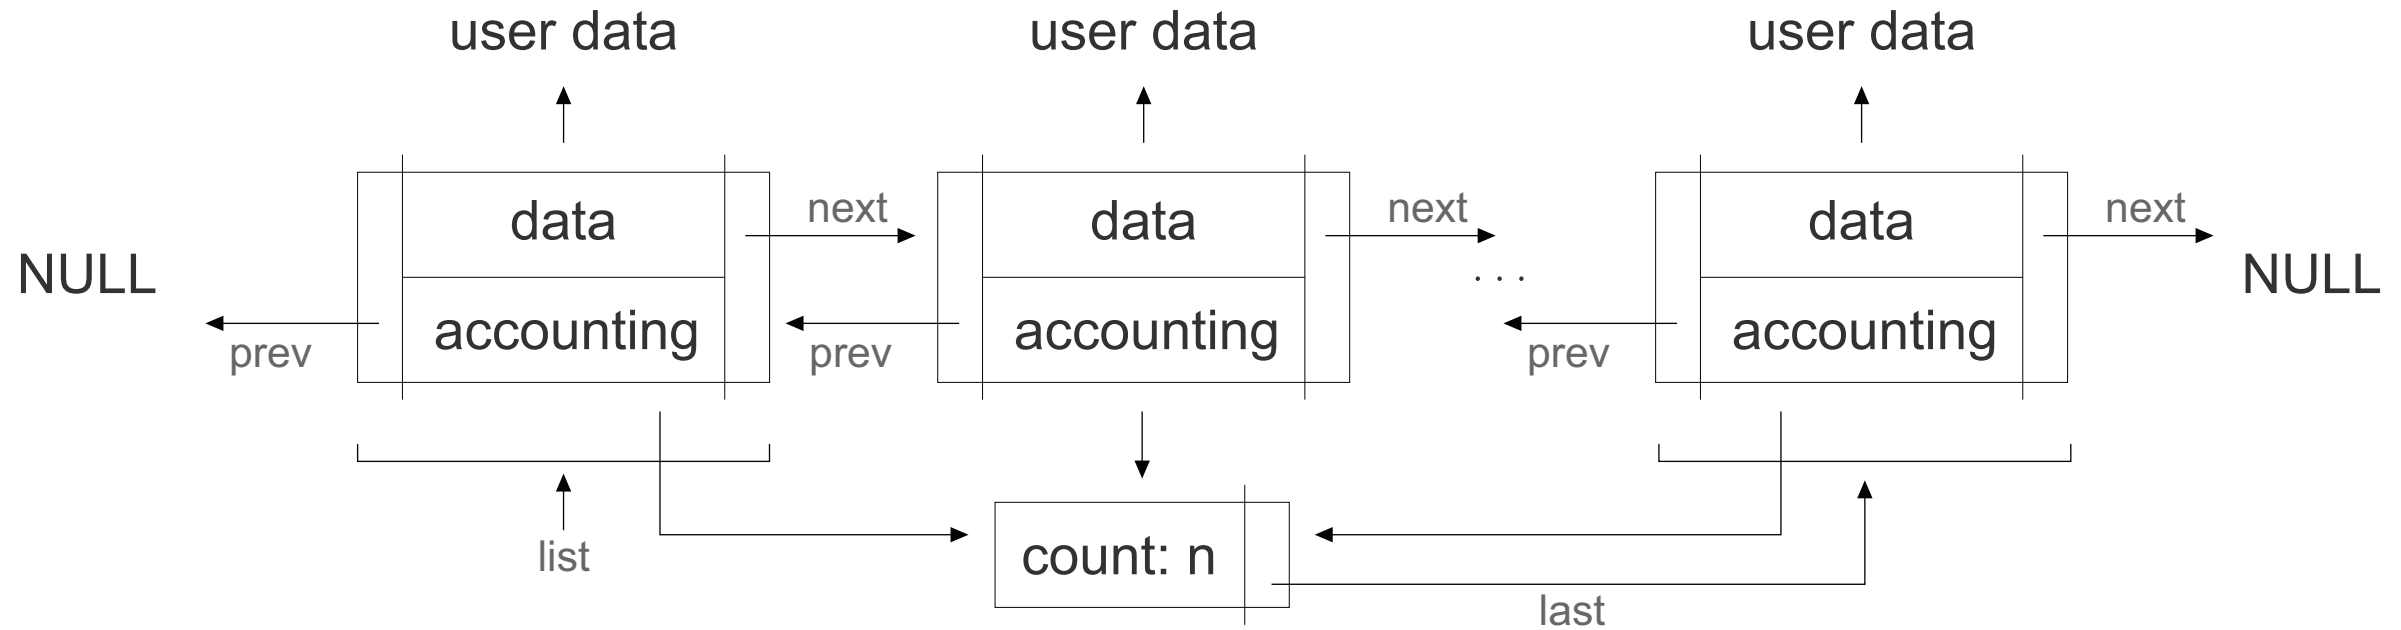 user data
user data
user data
data
next
data
next
data
next
NULL
. . .
NULL
accounting
prev
accounting
prev
accounting
prev
list
count: n
last